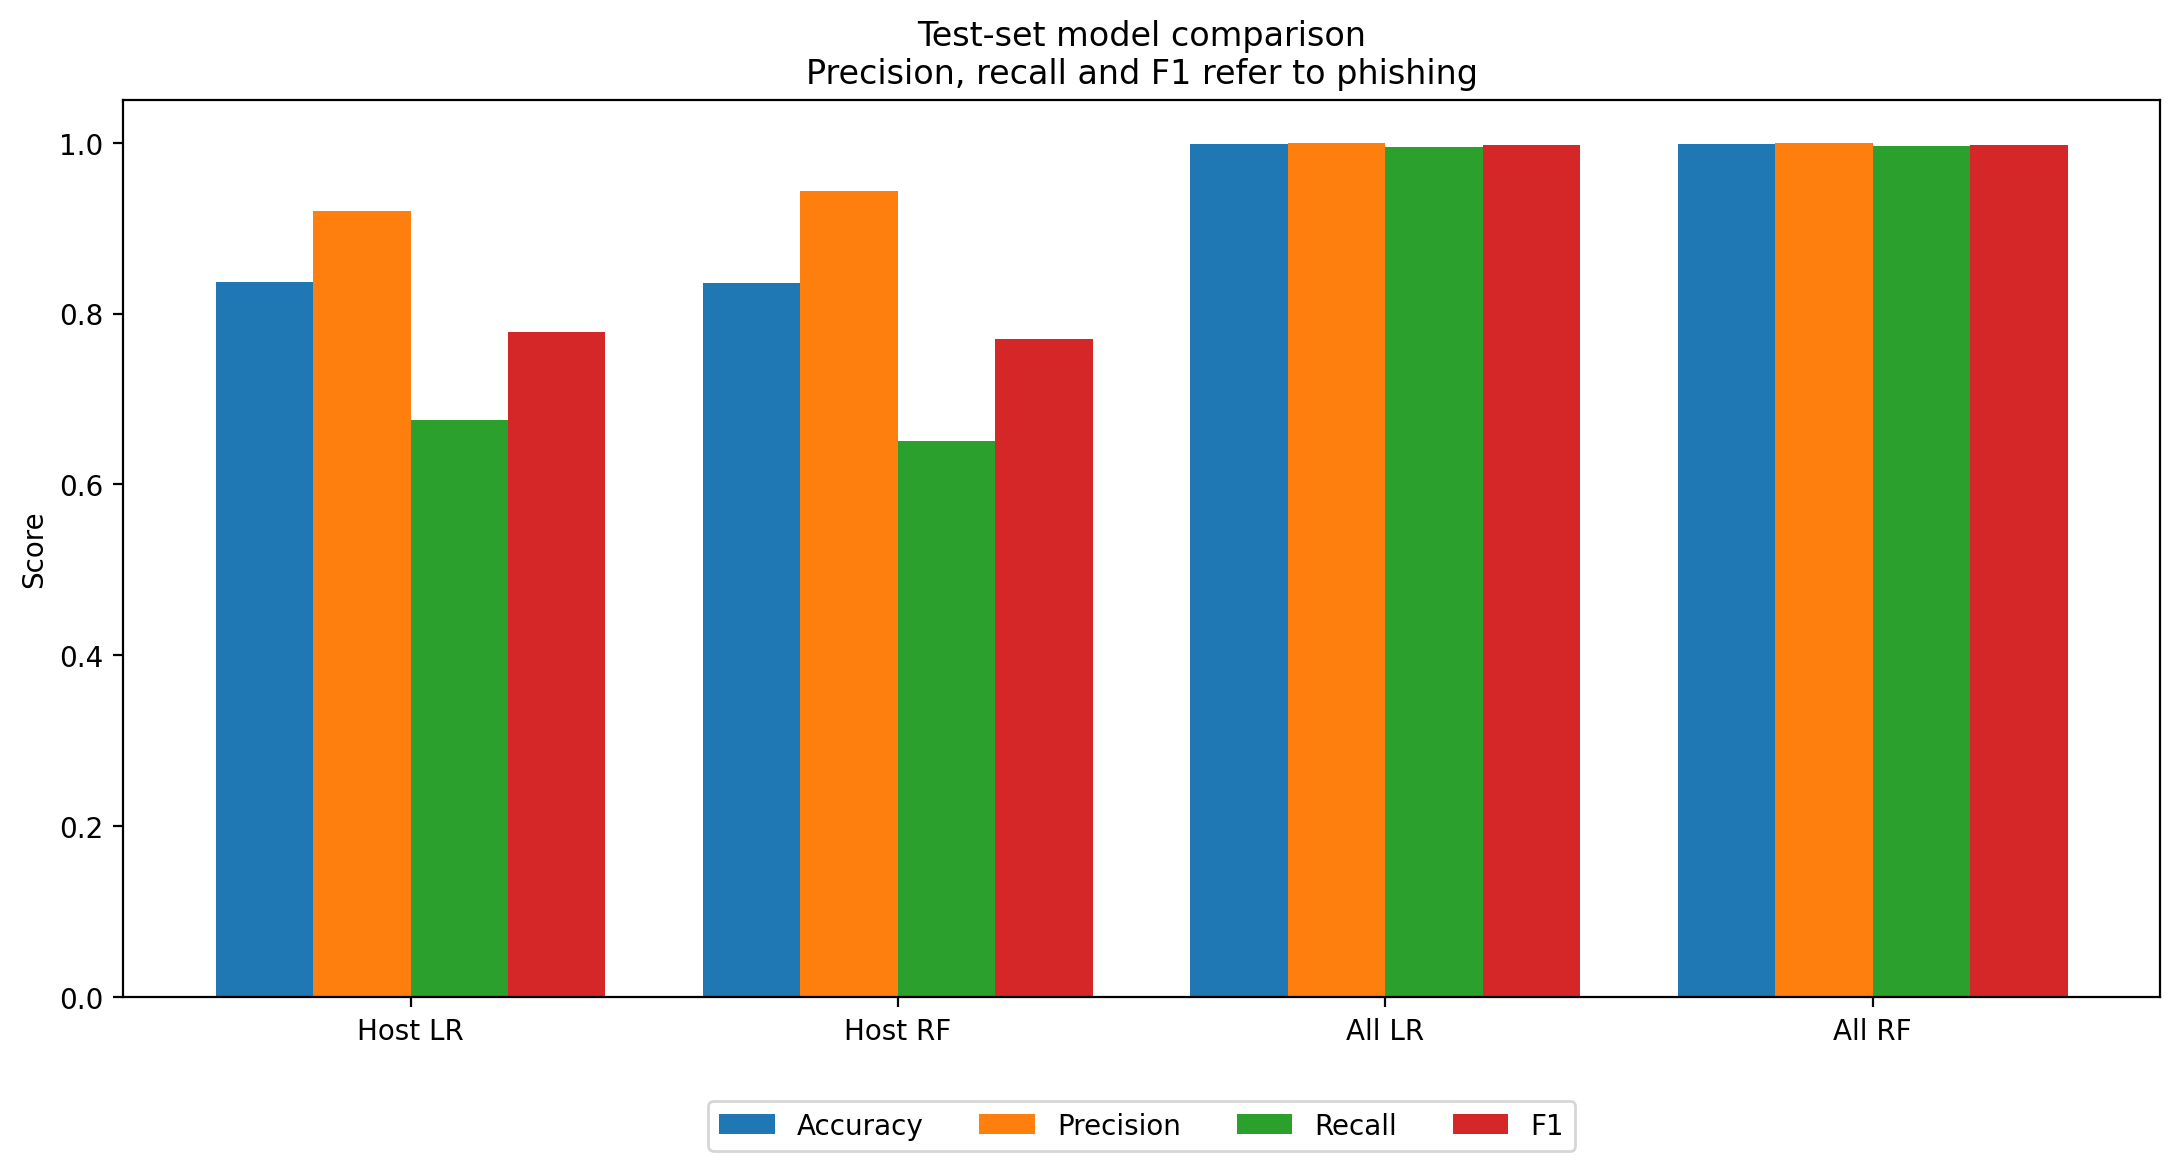 Test-set model comparison
Precision, recall and F1 refer to phishing
Score
1.0
0.8
0.6
0.4
0.2
0.0
Host LR
Host RF
All LR
All RF
Accuracy
Precision
Recall
F1